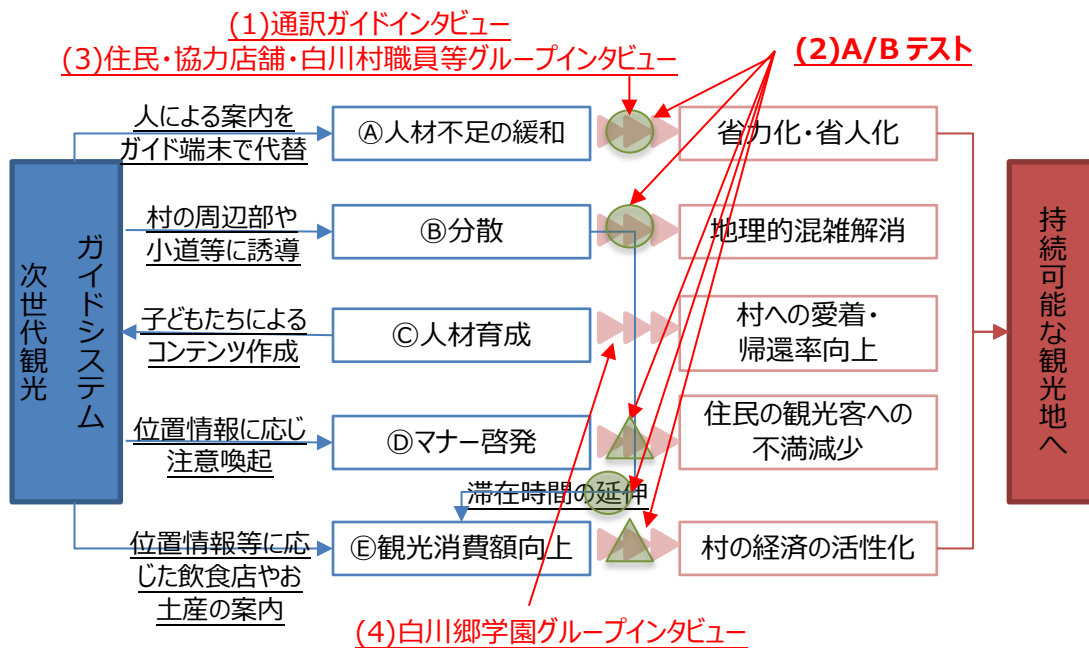 (1)通訳ガイドインタビュー
(3)住民・協力店舗・白川村職員等グループインタビュー
(2)A/Bテスト
人による案内を
ガイド端末で代替
Ⓐ人材不足の緩和
省力化・省人化
村の周辺部や
小道等に誘導
Ⓑ分散
地理的混雑解消
次世代観光
ガイドシステム
持続可能な観光地へ
子どもたちによる
コンテンツ作成
Ⓒ人材育成
村への愛着・
帰還率向上
位置情報に応じ
注意喚起
Ⓓマナー啓発
住民の観光客への
不満減少
滞在時間の延伸
位置情報等に応
じた飲食店やお
土産の案内
Ⓔ観光消費額向上
村の経済の活性化
(4)白川郷学園グループインタビュー